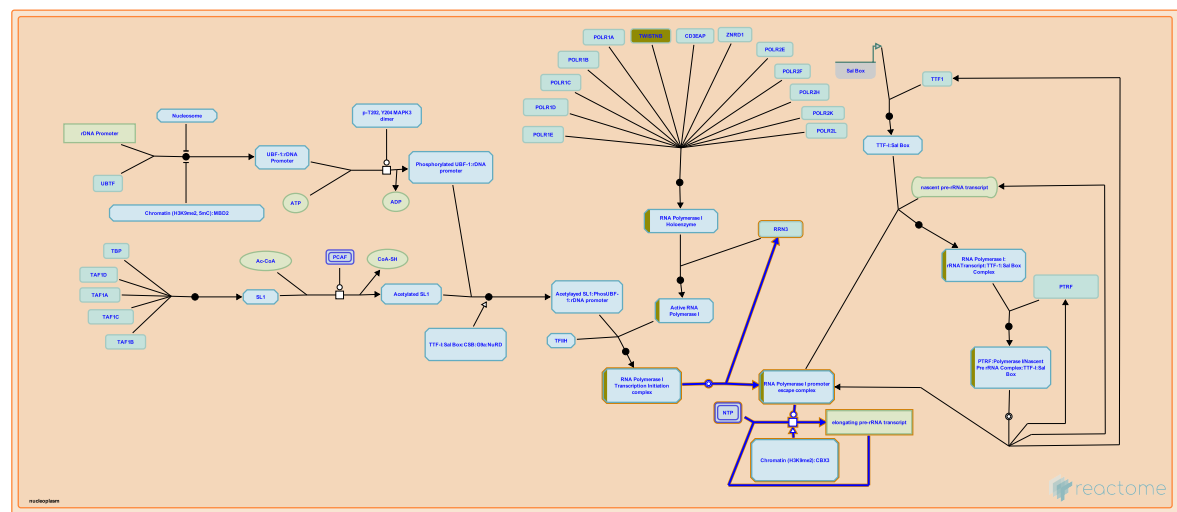 POLR1A
TWISTNB
CD3EAP
ZNRD1
POLR1B
POLR2E
POLR1C
POLR2F
POLR1D
POLR2H
POLR1E
POLR2K
POLR2L
Sal Box
TTF1
TTF-I:Sal Box
nascent pre-rRNA transcript
Nucleosome
p-T202, Y204 MAPK3
dimer
rDNA Promoter
UBF-1:rDNA
Promoter
Phosphorylated UBF-1:rDNA
promoter
UBTF
ATP
ADP
Chromatin (H3K9me2, 5mC):MBD2
RNA Polymerase I
Holoenzyme
RRN3
RNA Polymerase I:
rRNATranscript:TTF-1:Sal Box
Complex
TBP
TAF1D
TAF1A
TAF1C
TAF1B
Ac-CoA
PCAF
CoA-SH
SL1
Acetylated SL1
Acetylayed SL1:PhosUBF-
1:rDNA promoter
Active RNA
Polymerase I
PTRF
TTF-I:Sal Box:CSB:G9a:NuRD
TFIIH
PTRF:Polymerase I/Nascent
Pre rRNA Complex:TTF-I:Sal
Box
RNA Polymerase I
Transcription Initiation
complex
RNA Polymerase I promoter
escape complex
NTP
elongating pre-rRNA transcript
Chromatin (H3K9me2):CBX3
nucleoplasm
reactome